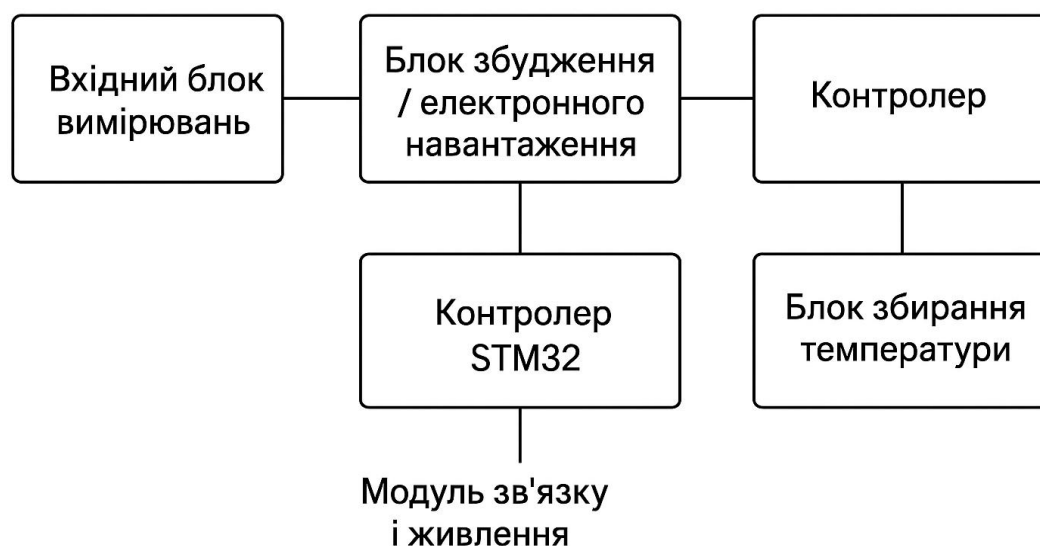 Вхідний блок
вимірювань
Блок збудження
/ електронного
навантаження
Контролер
Контролер
STM32
Блок збирання
температури
Модуль зв'язку
і живлення